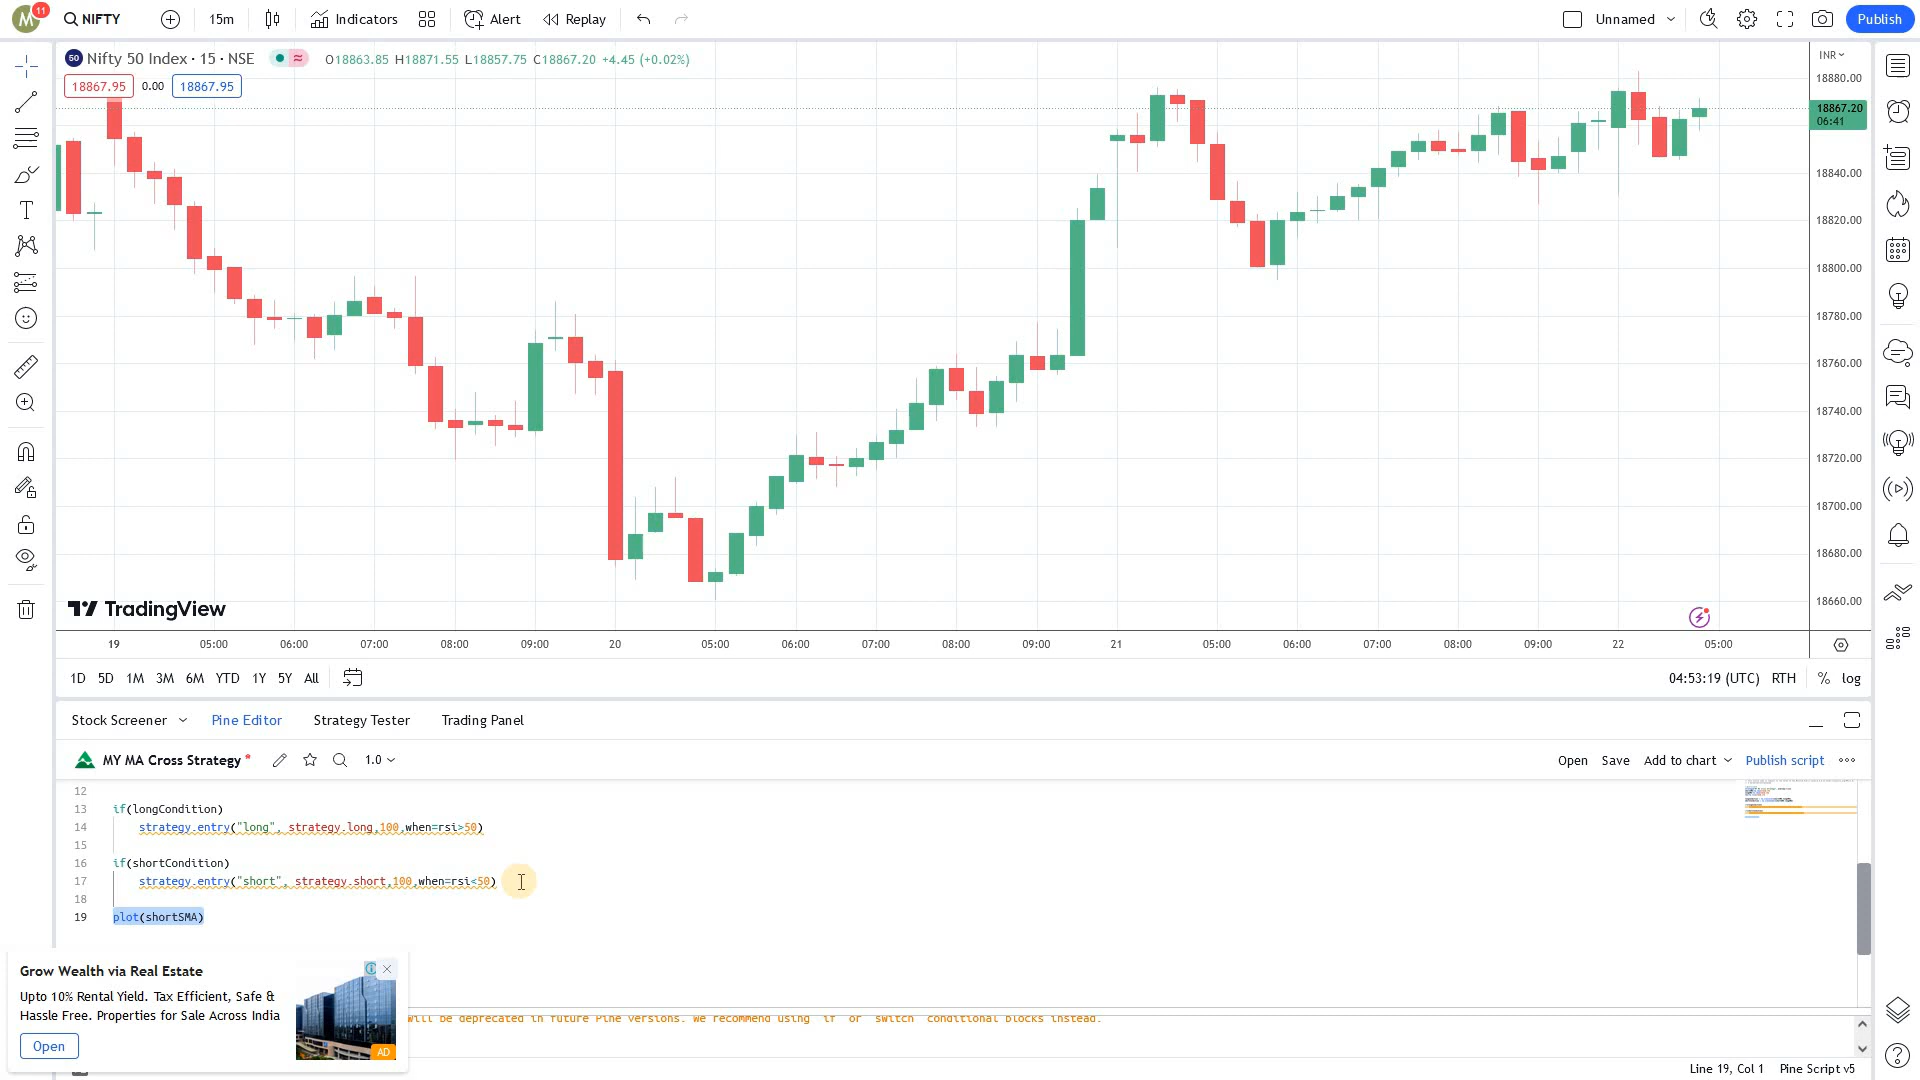 M
11
NIFTY
15m
Indicators
Alert
Replay
Unnamed
Publish
50
Nifty 50 Index · 15 · NSE
≈
O18863.85 H18871.55 L18857.75 C18867.20 +4.45 (+0.02%)
18867.95
0.00
18867.95
INR
18880.00
18867.20
06:41
18840.00
18820.00
18800.00
18780.00
18760.00
18740.00
18720.00
18700.00
18680.00
18660.00
TradingView
19
05:00
06:00
07:00
08:00
09:00
20
05:00
06:00
07:00
08:00
09:00
21
05:00
06:00
07:00
08:00
09:00
22
05:00
1D 5D 1M 3M 6M YTD 1Y 5Y All
04:53:19 (UTC) RTH % log
Stock Screener
Pine Editor
Strategy Tester
Trading Panel
MY MA Cross Strategy *
1.0
Open
Save
Add to chart
Publish script
12
13 if(longCondition)
14 strategy.entry("long", strategy.long,100,when=rsi>50)
15
16 if(shortCondition)
17 strategy.entry("short", strategy.short,100,when=rsi<50)
18
19 plot(shortSMA)
Grow Wealth via Real Estate
Upto 10% Rental Yield. Tax Efficient, Safe &
Hassle Free. Properties for Sale Across India
Open
AD
will be deprecated in future Pine versions. We recommend using `if` or `switch` conditional blocks instead.
Line 19, Col 1
Pine Script v5